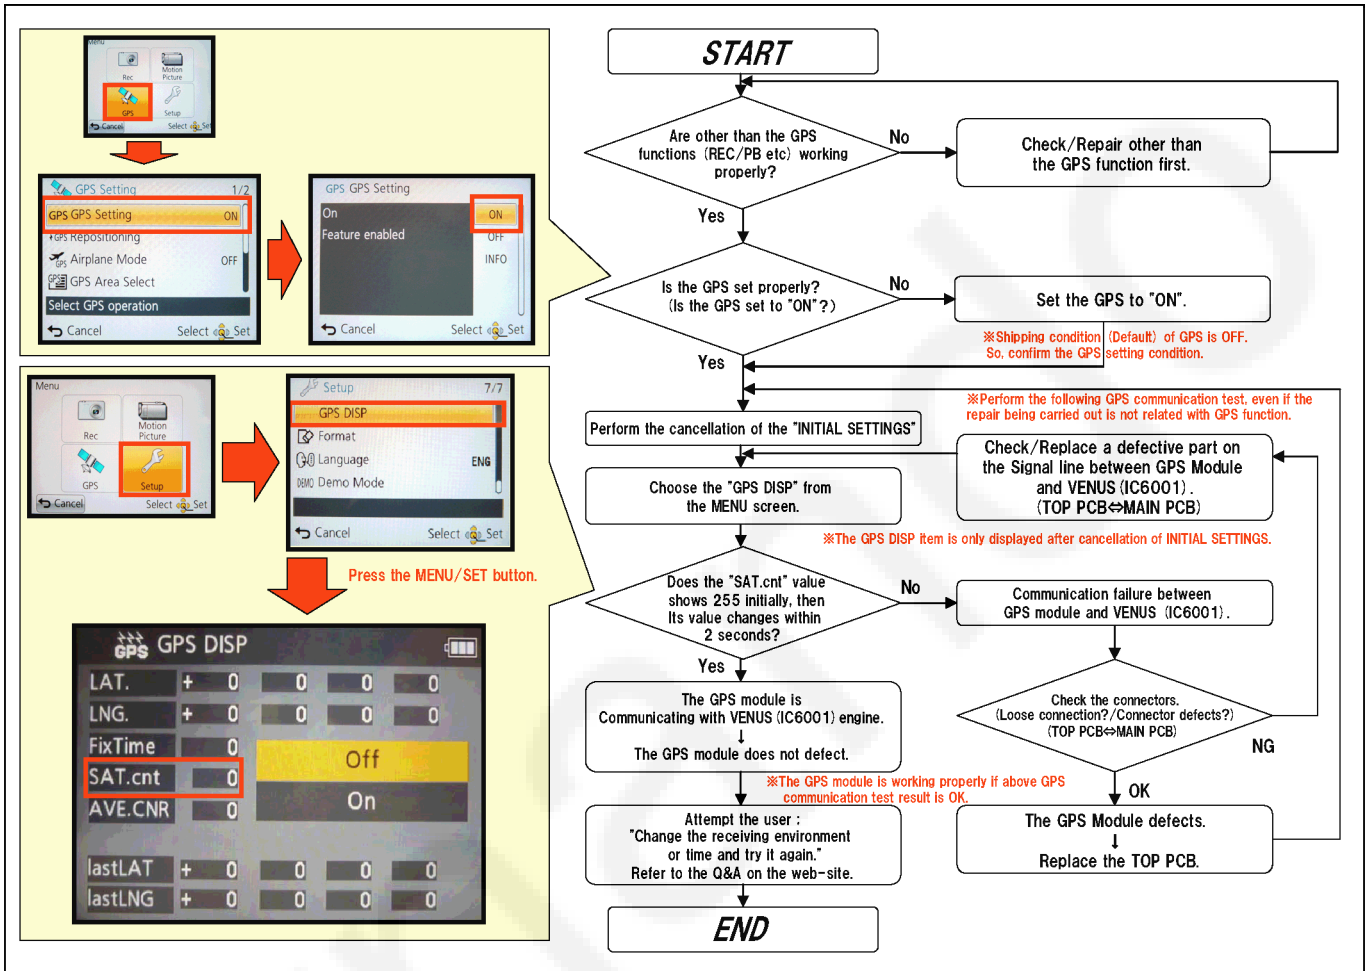 Menu
Rec
Motion
Picture
GPS
Setup
Cancel
Select
Set
GPS Setting
1/2
GPS GPS Setting
ON
GPS Repositioning
Airplane Mode
OFF
GPS Area Select
Select GPS operation
Cancel
Select
Set
GPS GPS Setting
On
ON
Feature enabled
OFF
INFO
Cancel
Select
Set
Menu
Rec
Motion
Picture
GPS
Setup
Cancel
Select
Set
Setup
7/7
GPS DISP
Format
Language
ENG
DEMO Demo Mode
Cancel
Select
Set
Press the MENU/SET button.
GPS GPS DISP
LAT. + 0 0 0 0
LNG. + 0 0 0 0
FixTime 0
Off
SAT.cnt 0
On
AVE.CNR 0
lastLAT + 0 0 0 0
lastLNG + 0 0 0 0
START
Are other than the GPS
functions (REC/PB etc) working
properly?
No
Check/Repair other than
the GPS function first.
Yes
Is the GPS set properly?
(Is the GPS set to "ON"?)
No
Set the GPS to "ON".
※Shipping condition (Default) of GPS is OFF.
So, confirm the GPS setting condition.
Yes
※Perform the following GPS communication test, even if the
repair being carried out is not related with GPS function.
Perform the cancellation of the "INITIAL SETTINGS"
Check/Replace a defective part on
the Signal line between GPS Module
and VENUS(IC6001).
(TOP PCB⇔MAIN PCB)
Choose the "GPS DISP" from
the MENU screen.
※The GPS DISP item is only displayed after cancellation of INITIAL SETTINGS.
Does the "SAT.cnt" value
shows 255 initially, then
Its value changes within
2 seconds?
No
Communication failure between
GPS module and VENUS (IC6001).
Yes
The GPS module is
Communicating with VENUS(IC6001)engine.
↓
The GPS module does not defect.
Check the connectors.
(Loose connection?/Connector defects?)
(TOP PCB⇔MAIN PCB)
NG
※The GPS module is working properly if above GPS
communication test result is OK.
OK
Attempt the user :
"Change the receiving environment
or time and try it again."
Refer to the Q&A on the web-site.
The GPS Module defects.
↓
Replace the TOP PCB.
END